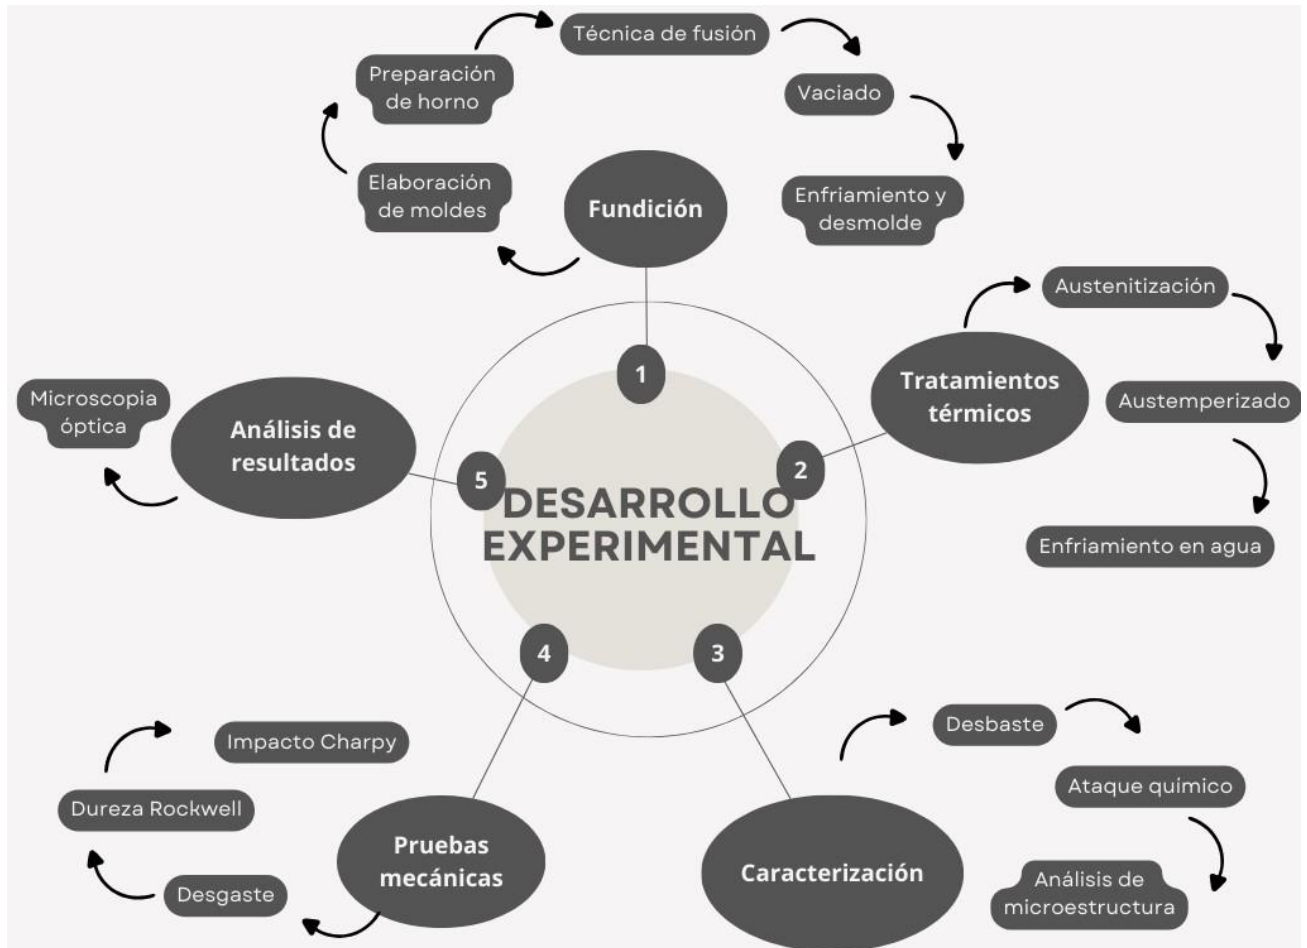 DESARROLLO
EXPERIMENTAL
1
Fundición
Elaboración
de moldes
Preparación
de horno
Técnica de fusión
Vaciado
Enfriamiento y
desmolde
2
Tratamientos
térmicos
Austenitización
Austemperizado
Enfriamiento en agua
3
Caracterización
Desbaste
Ataque químico
Análisis de
microestructura
4
Pruebas
mecánicas
Desgaste
Dureza Rockwell
Impacto Charpy
5
Análisis de
resultados
Microscopia
óptica